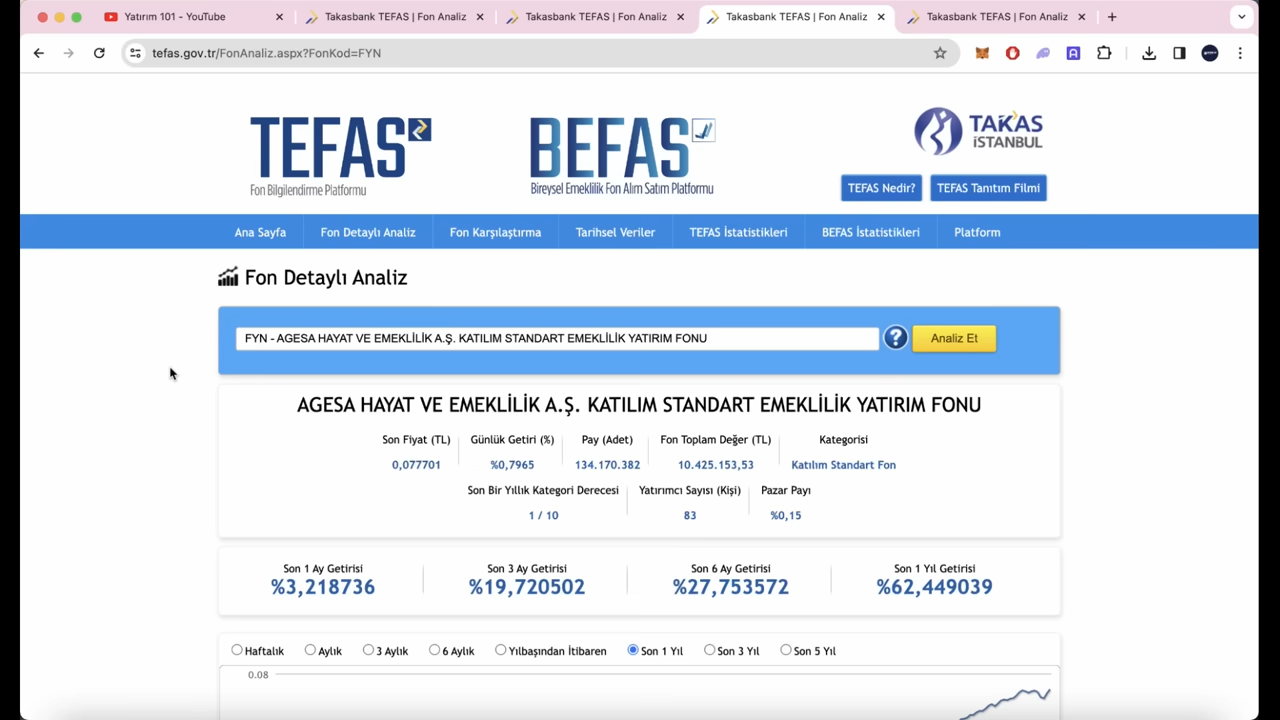 Yatırım 101 - YouTube
Takasbank TEFAS | Fon Analiz
Takasbank TEFAS | Fon Analiz
Takasbank TEFAS | Fon Analiz
Takasbank TEFAS | Fon Analiz
tefas.gov.tr/FonAnaliz.aspx?FonKod=FYN
TEFAS
Fon Bilgilendirme Platformu
BEFAS
Bireysel Emeklilik Fon Alım Satım Platformu
TAKAS
İSTANBUL
TEFAS Nedir?
TEFAS Tanıtım Filmi
Ana Sayfa
Fon Detaylı Analiz
Fon Karşılaştırma
Tarihsel Veriler
TEFAS İstatistikleri
BEFAS İstatistikleri
Platform
Fon Detaylı Analiz
FYN - AGESA HAYAT VE EMEKLİLİK A.Ş. KATILIM STANDART EMEKLİLİK YATIRIM FONU
?
Analiz Et
AGESA HAYAT VE EMEKLİLİK A.Ş. KATILIM STANDART EMEKLİLİK YATIRIM FONU
Son Fiyat (TL)
0,077701
Günlük Getiri (%)
%0,7965
Pay (Adet)
134.170.382
Fon Toplam Değer (TL)
10.425.153,53
Kategorisi
Katılım Standart Fon
Son Bir Yıllık Kategori Derecesi
1 / 10
Yatırımcı Sayısı (Kişi)
83
Pazar Payı
%0,15
Son 1 Ay Getirisi
%3,218736
Son 3 Ay Getirisi
%19,720502
Son 6 Ay Getirisi
%27,753572
Son 1 Yıl Getirisi
%62,449039
Haftalık
Aylık
3 Aylık
6 Aylık
Yılbaşından İtibaren
Son 1 Yıl
Son 3 Yıl
Son 5 Yıl
0.08